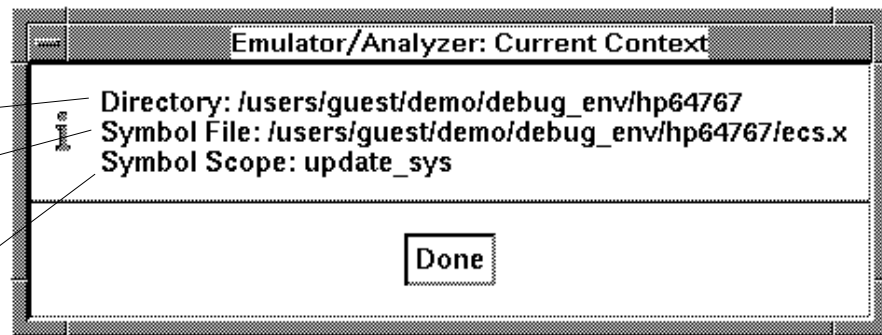 Emulator/Analyzer: Current Context
Directory: /users/guest/demo/debug_env/hp64767
Symbol File: /users/guest/demo/debug_env/hp64767/ecs.x
Symbol Scope: update_sys
Done